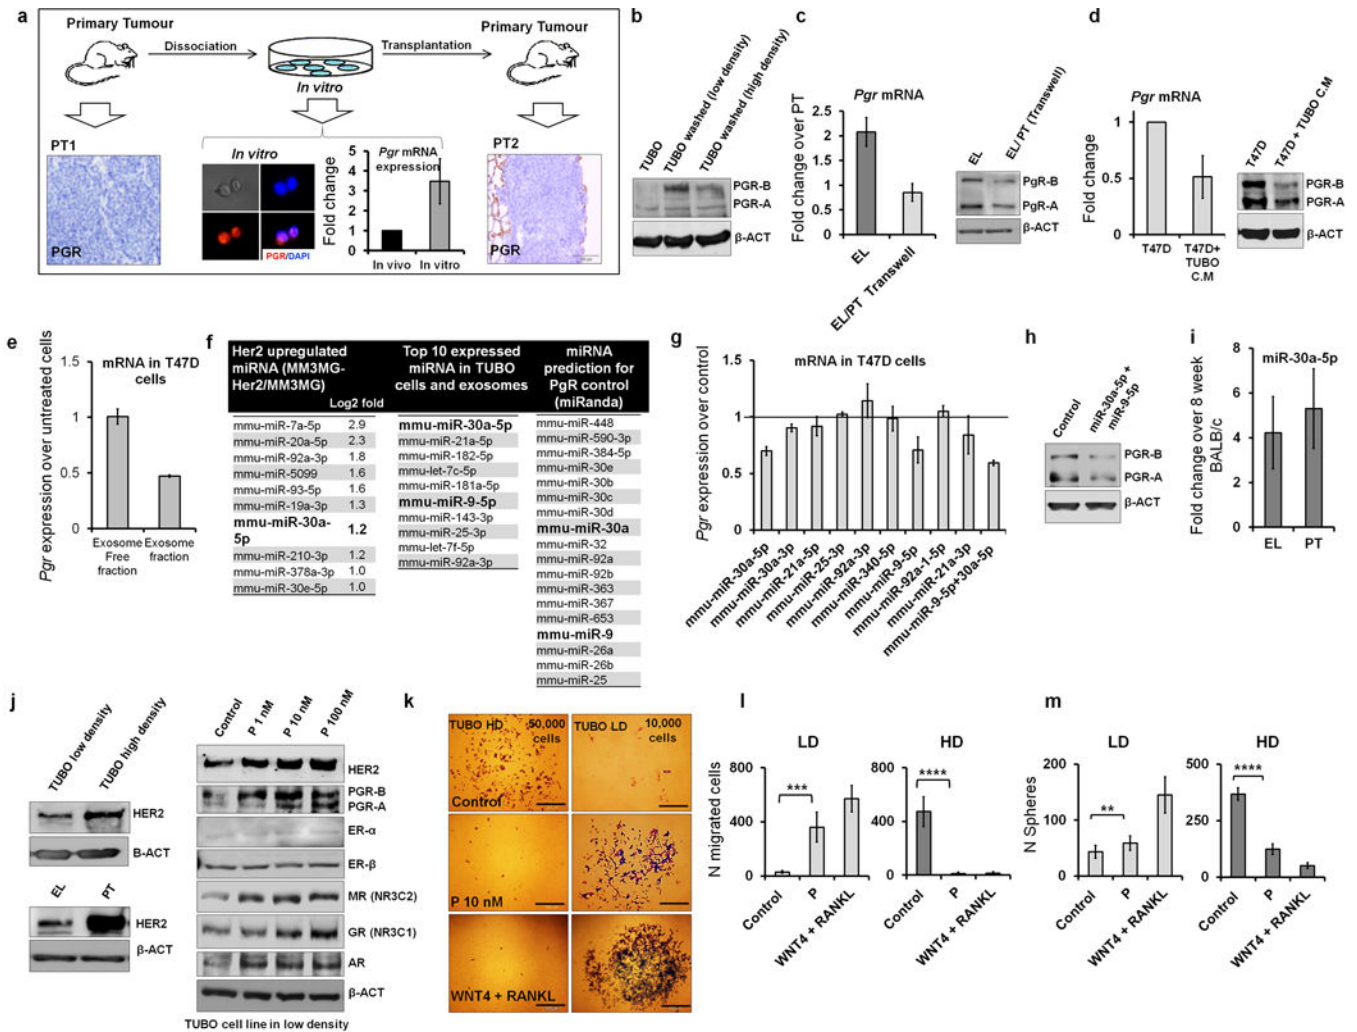 a
Primary Tumour
Dissociation
In vitro
Transplantation
Primary Tumour
PT1
PGR
In vitro
PGR/DAPI
Pgr mRNA
expression
Fold change
5
4
3
2
1
0
In vivo
In vitro
PT2
PGR
b
TUBO
TUBO washed (low density)
TUBO washed (high density)
PGR-B
PGR-A
β-ACT
c
Pgr mRNA
Fold change over PT
2.5
2
1.5
1
0.5
0
EL
EL/PT Transwell
EL
EL/PT (Transwell)
PgR-B
PgR-A
β-ACT
d
Pgr mRNA
Fold change
1
0.5
0
T47D
T47D+
TUBO
C.M
T47D
T47D + TUBO C.M
PGR-B
PGR-A
β-ACT
e
Pgr expression over untreated cells
mRNA in T47D
cells
1.5
1
0.5
0
Exosome
Free
fraction
Exosome
fraction
f
Her2 upregulated
miRNA (MM3MG-
Her2/MM3MG)
Log2 fold
mmu-miR-7a-5p 2.9
mmu-miR-20a-5p 2.3
mmu-miR-92a-3p 1.8
mmu-miR-5099 1.6
mmu-miR-93-5p 1.6
mmu-miR-19a-3p 1.3
mmu-miR-30a-
5p 1.2
mmu-miR-210-3p 1.2
mmu-miR-378a-3p 1.0
mmu-miR-30e-5p 1.0
Top 10 expressed
miRNA in TUBO
cells and exosomes
mmu-miR-30a-5p
mmu-miR-21a-5p
mmu-miR-182-5p
mmu-let-7c-5p
mmu-miR-181a-5p
mmu-miR-9-5p
mmu-miR-143-3p
mmu-miR-25-3p
mmu-let-7f-5p
mmu-miR-92a-3p
miRNA
prediction for
PgR control
(miRanda)
mmu-miR-448
mmu-miR-590-3p
mmu-miR-384-5p
mmu-miR-30e
mmu-miR-30b
mmu-miR-30c
mmu-miR-30d
mmu-miR-30a
mmu-miR-32
mmu-miR-92a
mmu-miR-92b
mmu-miR-363
mmu-miR-367
mmu-miR-653
mmu-miR-9
mmu-miR-26a
mmu-miR-26b
mmu-miR-25
g
Pgr expression over control
mRNA in T47D cells
1.5
1
0.5
0
mmu-miR-30a-5p
mmu-miR-30a-3p
mmu-miR-21a-5p
mmu-miR-25-3p
mmu-miR-92a-3p
mmu-miR-340-5p
mmu-miR-9-5p
mmu-miR-92a-1-5p
mmu-miR-21a-3p
mmu-miR-9-5p+30a-5p
h
Control
miR-30a-5p +
miR-9-5p
PGR-B
PGR-A
β-ACT
i
miR-30a-5p
Fold change over 8 week
BALB/c
8
6
4
2
0
EL
PT
j
TUBO low density
TUBO high density
HER2
B-ACT
EL
PT
HER2
β-ACT
Control
P 1 nM
P 10 nM
P 100 nM
HER2
PGR-B
PGR-A
ER-α
ER-β
MR (NR3C2)
GR (NR3C1)
AR
β-ACT
TUBO cell line in low density
k
TUBO HD 50,000
cells
Control
TUBO LD 10,000
cells
P 10 nM
WNT4 + RANKL
l
LD
N migrated cells
800
400
0
***
Control
P
WNT4 + RANKL
HD
800
400
0
****
Control
P
WNT4 + RANKL
m
LD
N Spheres
200
100
0
**
Control
P
WNT4 + RANKL
HD
500
250
0
****
Control
P
WNT4 + RANKL